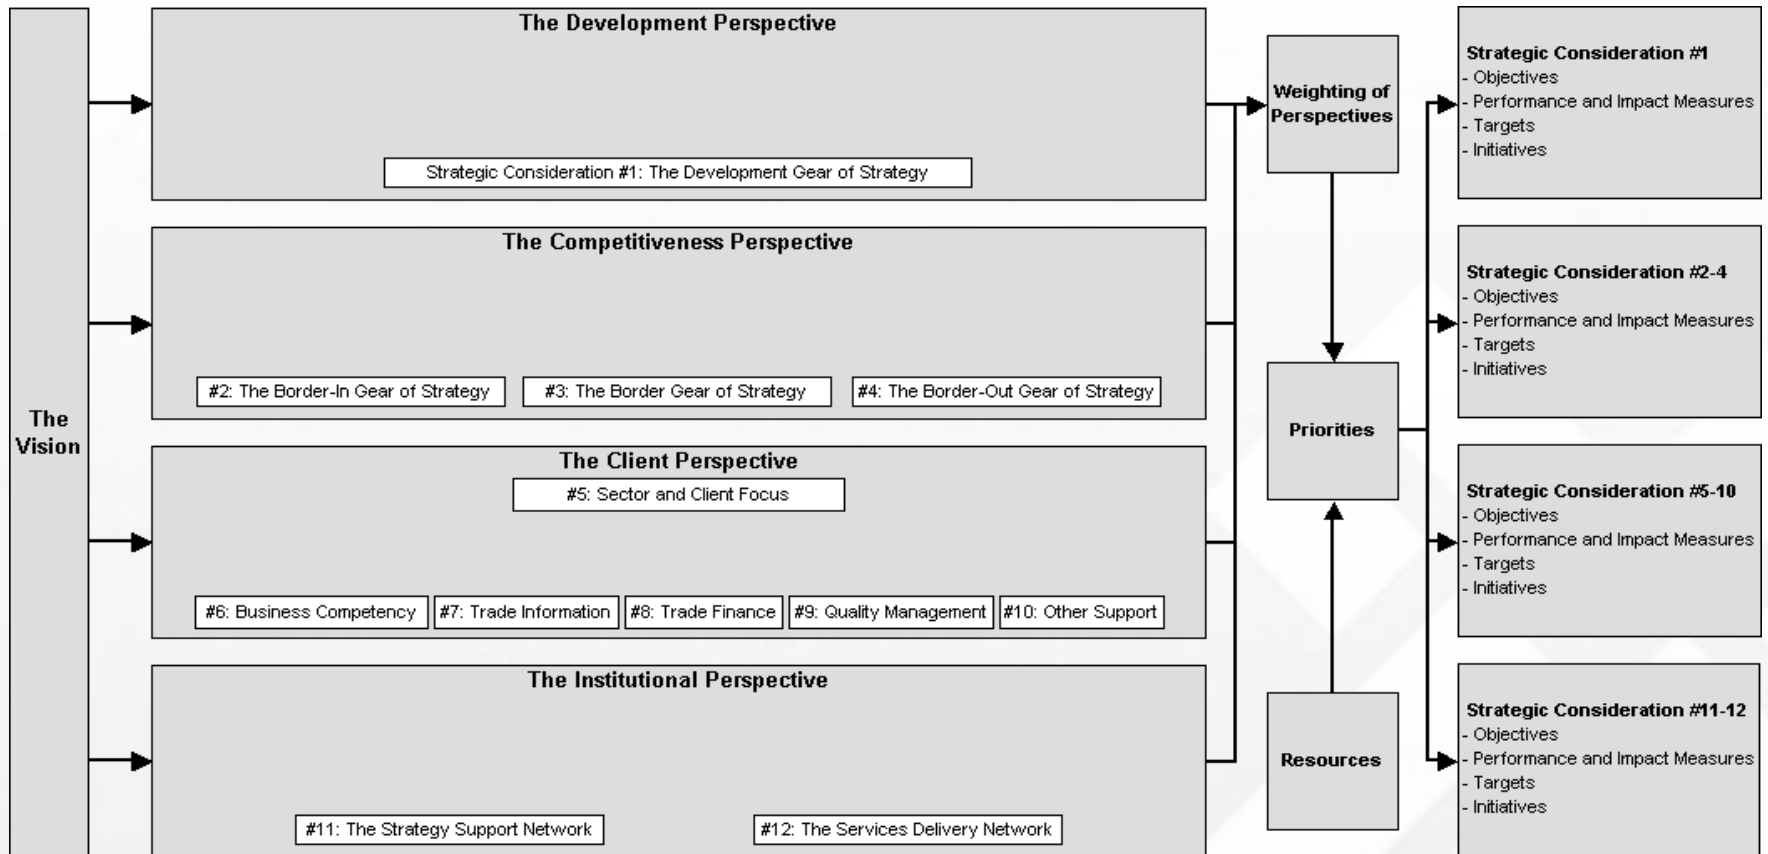 The
Vision
The Development Perspective
Strategic Consideration #1: The Development Gear of Strategy
The Competitiveness Perspective
#2: The Border-In Gear of Strategy
#3: The Border Gear of Strategy
#4: The Border-Out Gear of Strategy
The Client Perspective
#5: Sector and Client Focus
#6: Business Competency
#7: Trade Information
#8: Trade Finance
#9: Quality Management
#10: Other Support
The Institutional Perspective
#11: The Strategy Support Network
#12: The Services Delivery Network
Weighting of
Perspectives
Priorities
Resources
Strategic Consideration #1
- Objectives
- Performance and Impact Measures
- Targets
- Initiatives
Strategic Consideration #2-4
- Objectives
- Performance and Impact Measures
- Targets
- Initiatives
Strategic Consideration #5-10
- Objectives
- Performance and Impact Measures
- Targets
- Initiatives
Strategic Consideration #11-12
- Objectives
- Performance and Impact Measures
- Targets
- Initiatives